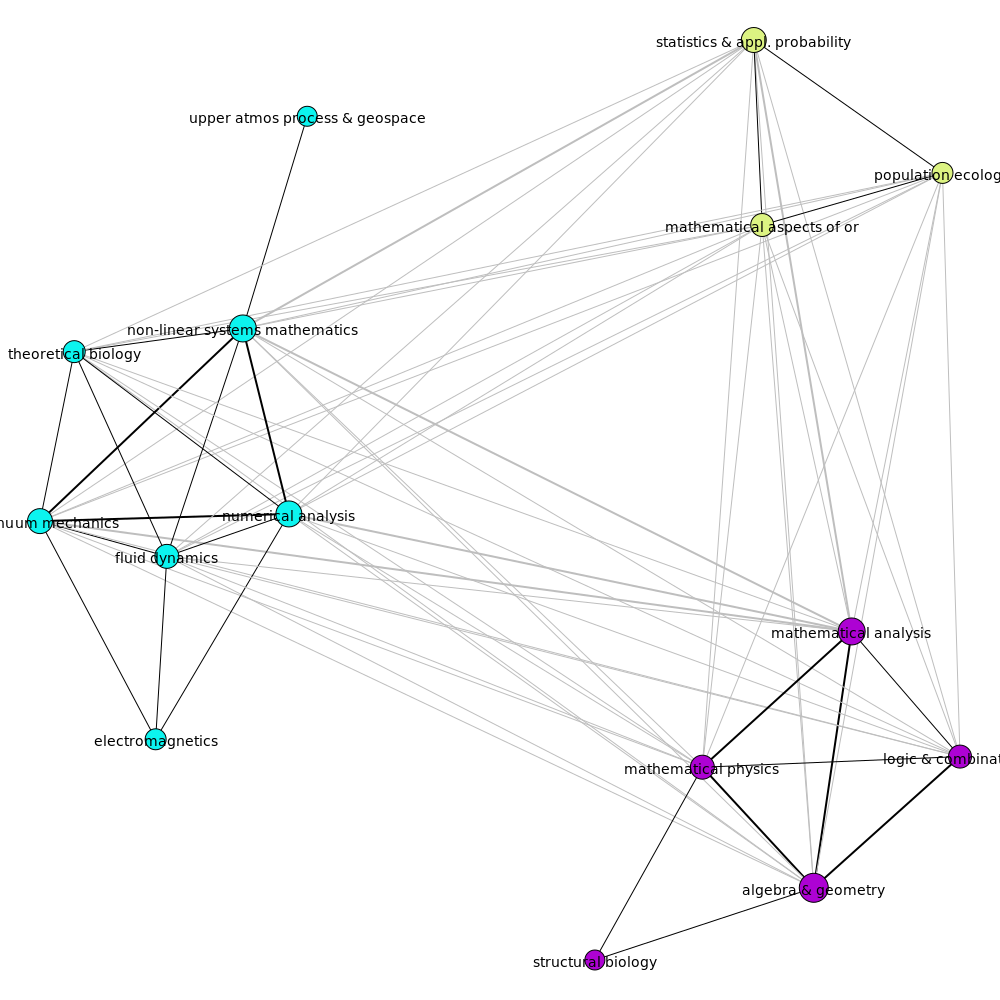 statistics & appl. probability
upper atmos process & geospace
population ecolog
mathematical aspects of or
non-linear systems mathematics
theoretical biology
numerical analysis
nuum mechanics
fluid dynamics
mathematical analysis
electromagnetics
logic & combinat
mathematical physics
algebra & geometry
structural biology